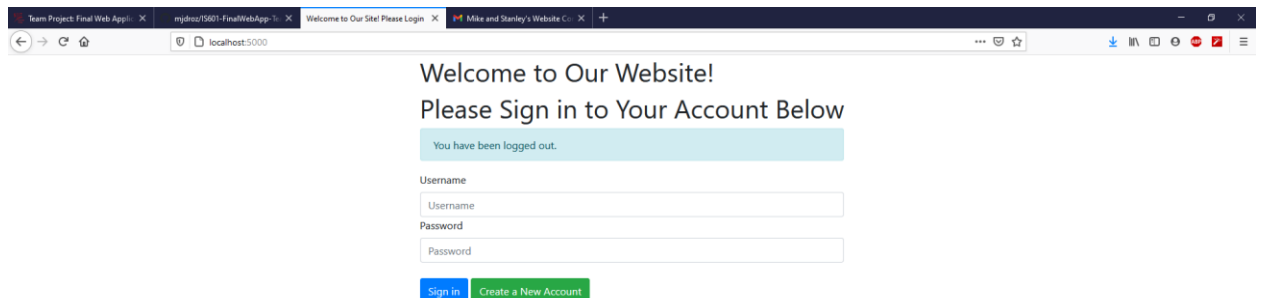 Team Project: Final Web Applic
mjdroz/IS601-FinalWebApp-Te
Welcome to Our Site! Please Login
Mike and Stanley's Website Co
localhost:5000
ABP
Welcome to Our Website!
Please Sign in to Your Account Below
You have been logged out.
Username
Username
Password
Password
Sign in
Create a New Account